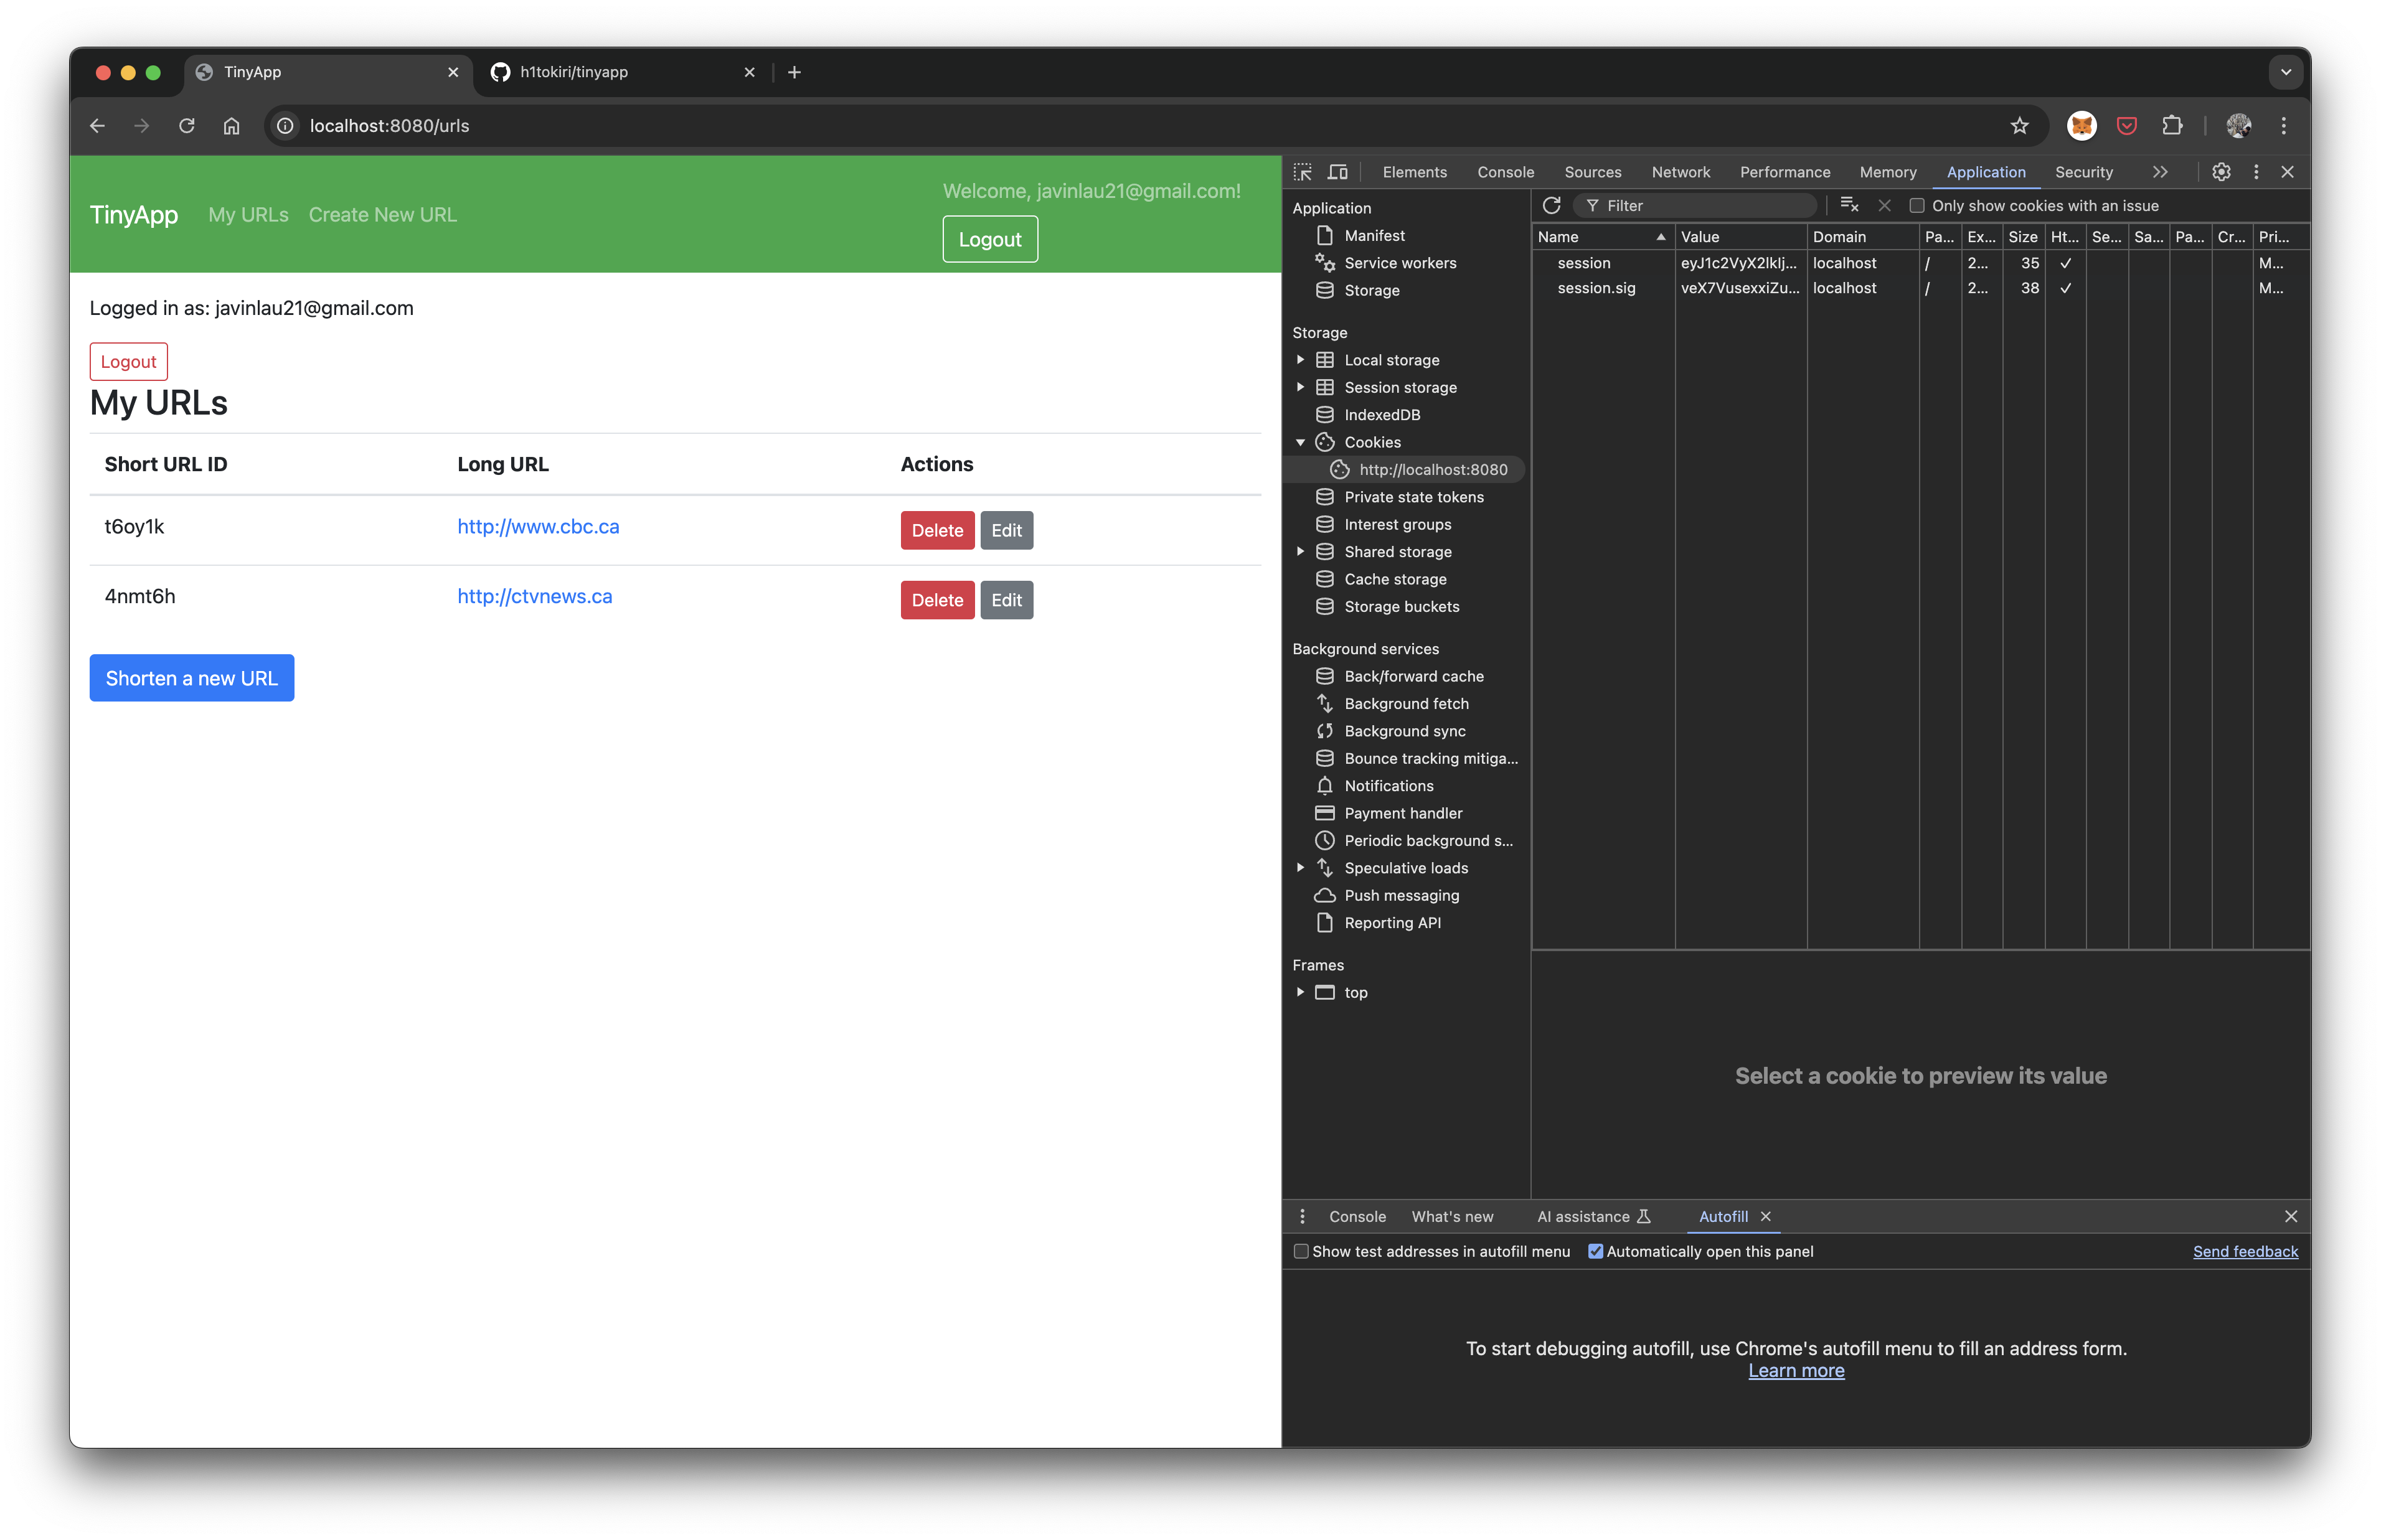 TinyApp
h1tokiri/tinyapp
localhost:8080/urls
TinyApp
My URLs
Create New URL
Welcome, javinlau21@gmail.com!
Logout
Logged in as: javinlau21@gmail.com
Logout
My URLs
Short URL ID Long URL Actions
t6oy1k http://www.cbc.ca Delete Edit
4nmt6h http://ctvnews.ca Delete Edit
Shorten a new URL
Elements Console Sources Network Performance Memory Application Security
Application
Manifest
Service workers
Storage
Storage
Local storage
Session storage
IndexedDB
Cookies
http://localhost:8080
Private state tokens
Interest groups
Shared storage
Cache storage
Storage buckets
Background services
Back/forward cache
Background fetch
Background sync
Bounce tracking mitiga...
Notifications
Payment handler
Periodic background s...
Speculative loads
Push messaging
Reporting API
Frames
top
Filter
Only show cookies with an issue
Name Value Domain Pa... Ex... Size Ht... Se... Sa... Pa... Cr... Pri...
session eyJ1c2VyX2lkIj... localhost / 2... 35 ✓ M...
session.sig veX7VusexxiZu... localhost / 2... 38 ✓ M...
Select a cookie to preview its value
Console What's new AI assistance Autofill
Show test addresses in autofill menu
Automatically open this panel
Send feedback
To start debugging autofill, use Chrome's autofill menu to fill an address form.
Learn more